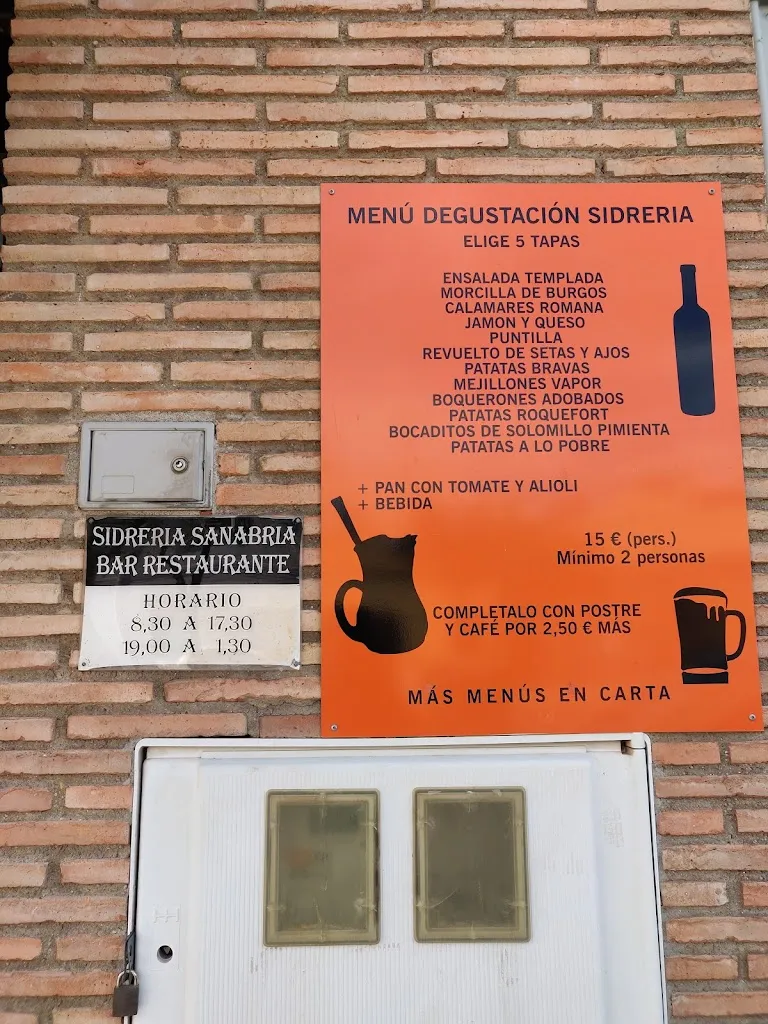 MENÚ DEGUSTACIÓN SIDRERIA
ELIGE 5 TAPAS
ENSALADA TEMPLADA
MORCILLA DE BURGOS
CALAMARES ROMANA
JAMON Y QUESO
PUNTILLA
REVUELTO DE SETAS Y AJOS
PATATAS BRAVAS
MEJILLONES VAPOR
BOQUERONES ADOBADOS
PATATAS ROQUEFORT
BOCADITOS DE SOLOMILLO PIMIENTA
PATATAS A LO POBRE
+ PAN CON TOMATE Y ALIOLI
+ BEBIDA
15 € (pers.)
Mínimo 2 personas
COMPLETALO CON POSTRE
Y CAFÉ POR 2,50 € MÁS
MÁS MENÚS EN CARTA
SIDRERIA SANABRIA
BAR RESTAURANTE
HORARIO
8,30 A 17,30
19,00 A 1,30